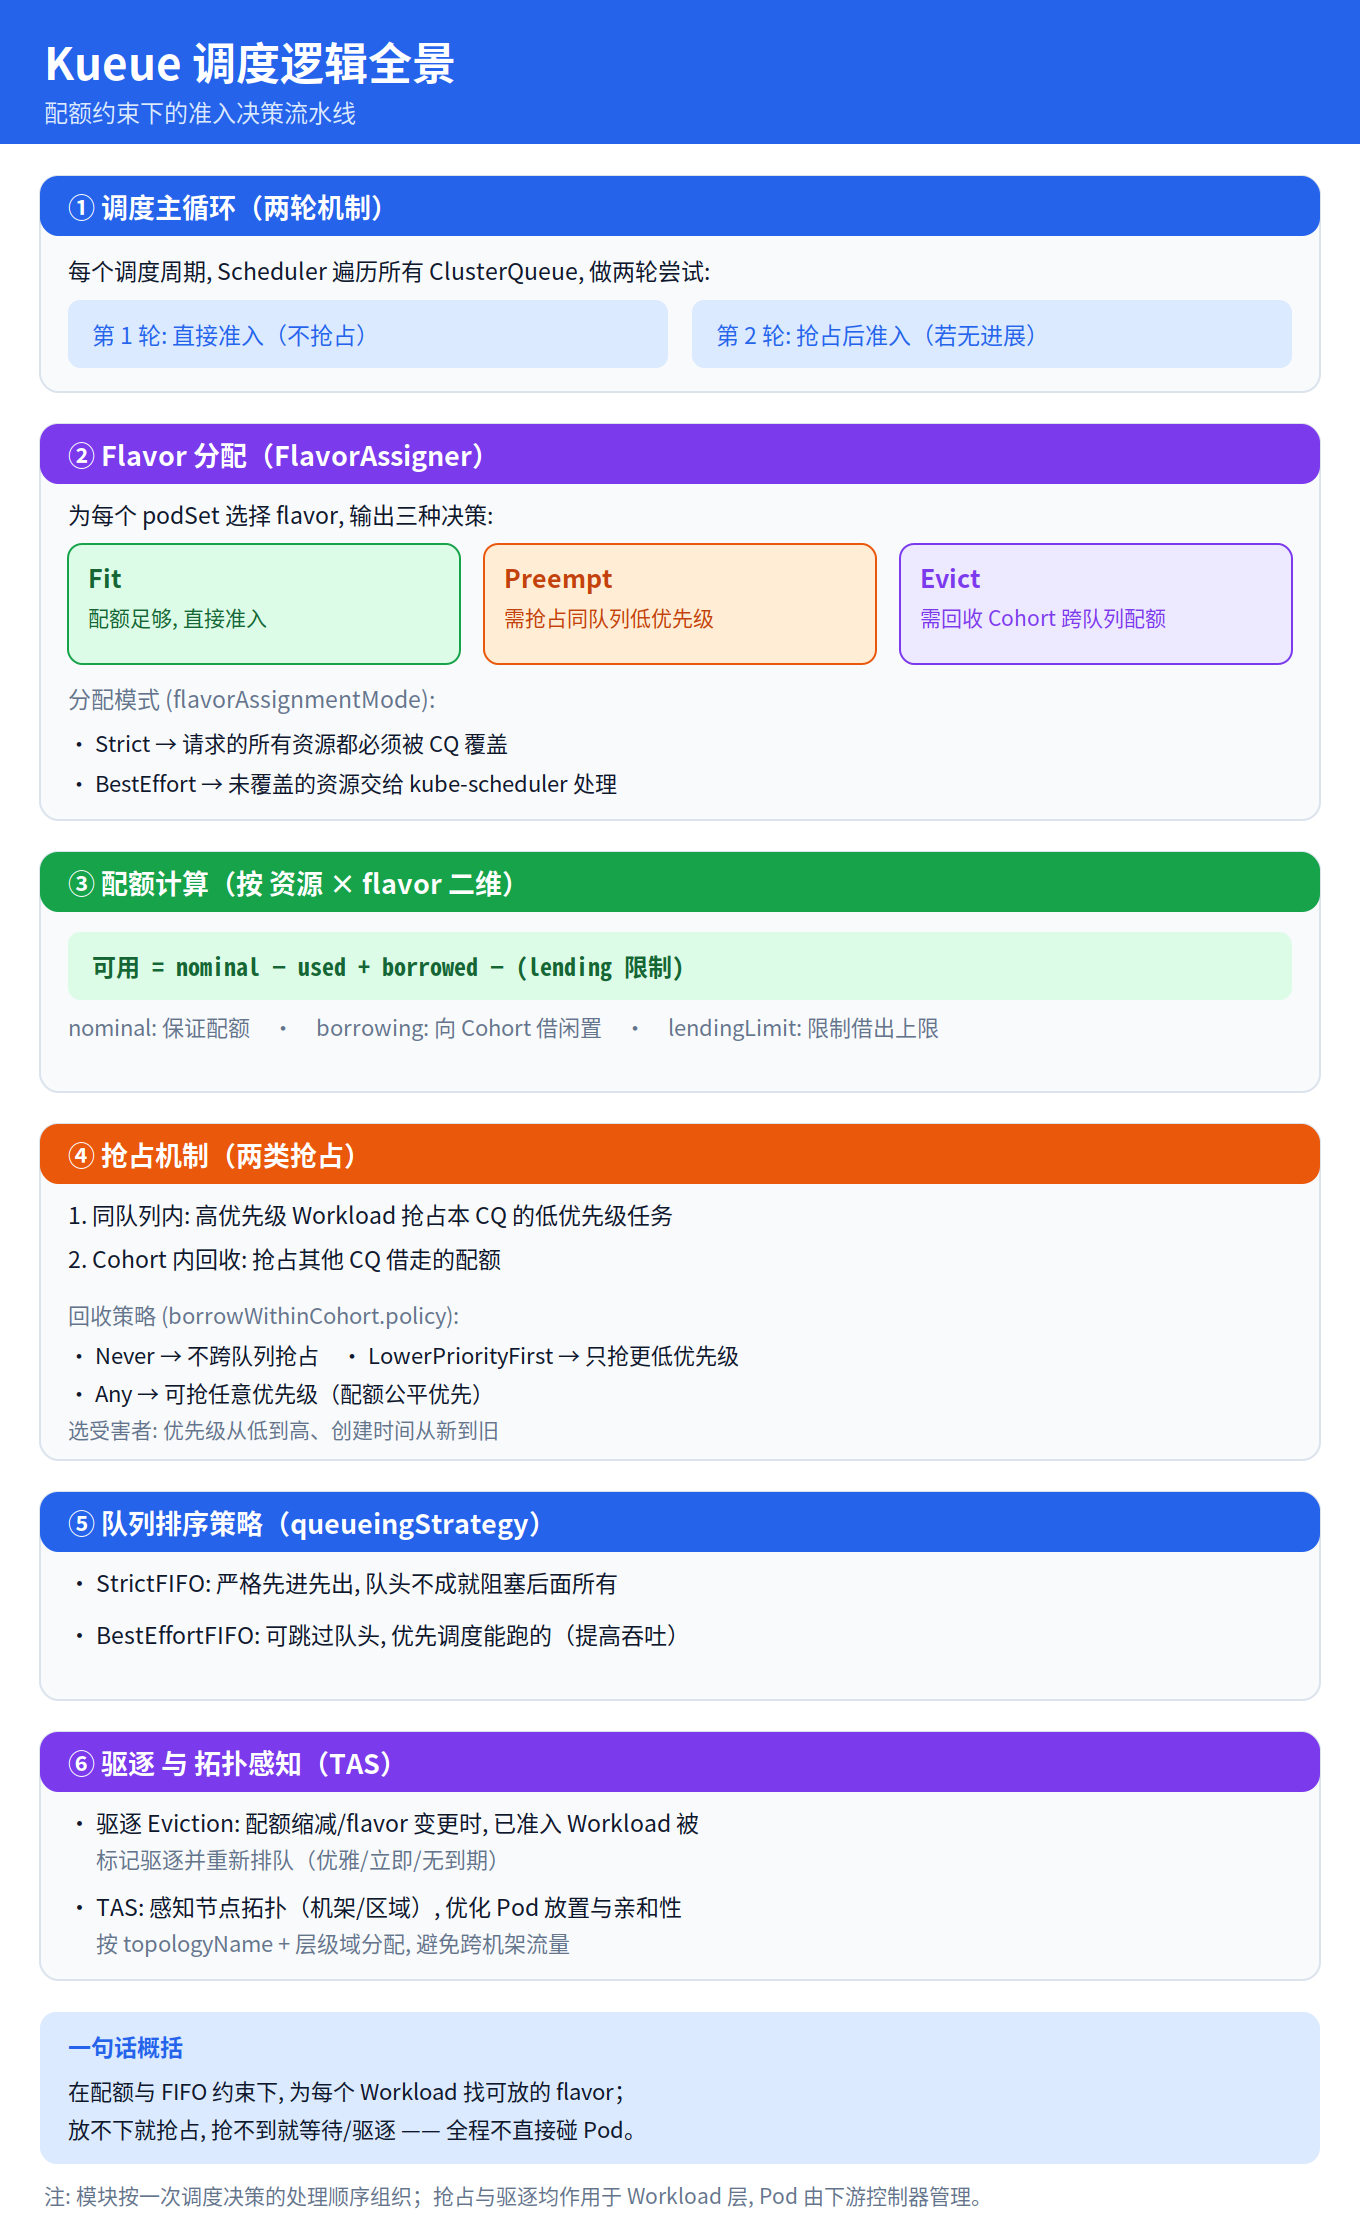 Kueue 调度逻辑全景
配额约束下的准入决策流水线
① 调度主循环（两轮机制）
每个调度周期, Scheduler 遍历所有 ClusterQueue, 做两轮尝试:
第 1 轮: 直接准入（不抢占）
第 2 轮: 抢占后准入（若无进展）
② Flavor 分配（FlavorAssigner）
为每个 podSet 选择 flavor, 输出三种决策:
Fit
配额足够, 直接准入
Preempt
需抢占同队列低优先级
Evict
需回收 Cohort 跨队列配额
分配模式 (flavorAssignmentMode):
• Strict → 请求的所有资源都必须被 CQ 覆盖
• BestEffort → 未覆盖的资源交给 kube-scheduler 处理
③ 配额计算（按 资源 × flavor 二维）
可用 = nominal − used + borrowed − (lending 限制)
nominal: 保证配额 • borrowing: 向 Cohort 借闲置 • lendingLimit: 限制借出上限
④ 抢占机制（两类抢占）
1. 同队列内: 高优先级 Workload 抢占本 CQ 的低优先级任务
2. Cohort 内回收: 抢占其他 CQ 借走的配额
回收策略 (borrowWithinCohort.policy):
• Never → 不跨队列抢占 • LowerPriorityFirst → 只抢更低优先级
• Any → 可抢任意优先级（配额公平优先）
选受害者: 优先级从低到高、创建时间从新到旧
⑤ 队列排序策略（queueingStrategy）
• StrictFIFO: 严格先进先出, 队头不成就阻塞后面所有
• BestEffortFIFO: 可跳过队头, 优先调度能跑的（提高吞吐）
⑥ 驱逐 与 拓扑感知（TAS）
• 驱逐 Eviction: 配额缩减/flavor 变更时, 已准入 Workload 被
标记驱逐并重新排队（优雅/立即/无到期）
• TAS: 感知节点拓扑（机架/区域）, 优化 Pod 放置与亲和性
按 topologyName + 层级域分配, 避免跨机架流量
一句话概括
在配额与 FIFO 约束下, 为每个 Workload 找可放的 flavor；
放不下就抢占, 抢不到就等待/驱逐 —— 全程不直接碰 Pod。
注: 模块按一次调度决策的处理顺序组织；抢占与驱逐均作用于 Workload 层, Pod 由下游控制器管理。